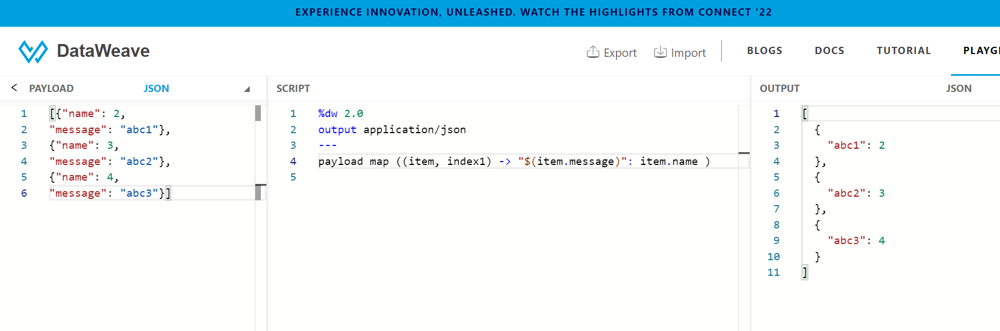 EXPERIENCE INNOVATION, UNLEASHED. WATCH THE HIGHLIGHTS FROM CONNECT '22
DataWeave
Export
Import
BLOGS
DOCS
TUTORIAL
PLAYG
< PAYLOAD
JSON
1 [{"name": 2,
2 "message": "abc1"},
3 {"name": 3,
4 "message": "abc2"},
5 {"name": 4,
6 "message": "abc3"}]
SCRIPT
1 %dw 2.0
2 output application/json
3 ---
4 payload map ((item, index1) -> "$(item.message)": item.name )
5
OUTPUT
JSON
1 [
2 {
3 "abc1": 2
4 },
5 {
6 "abc2": 3
7 },
8 {
9 "abc3": 4
10 }
11 ]